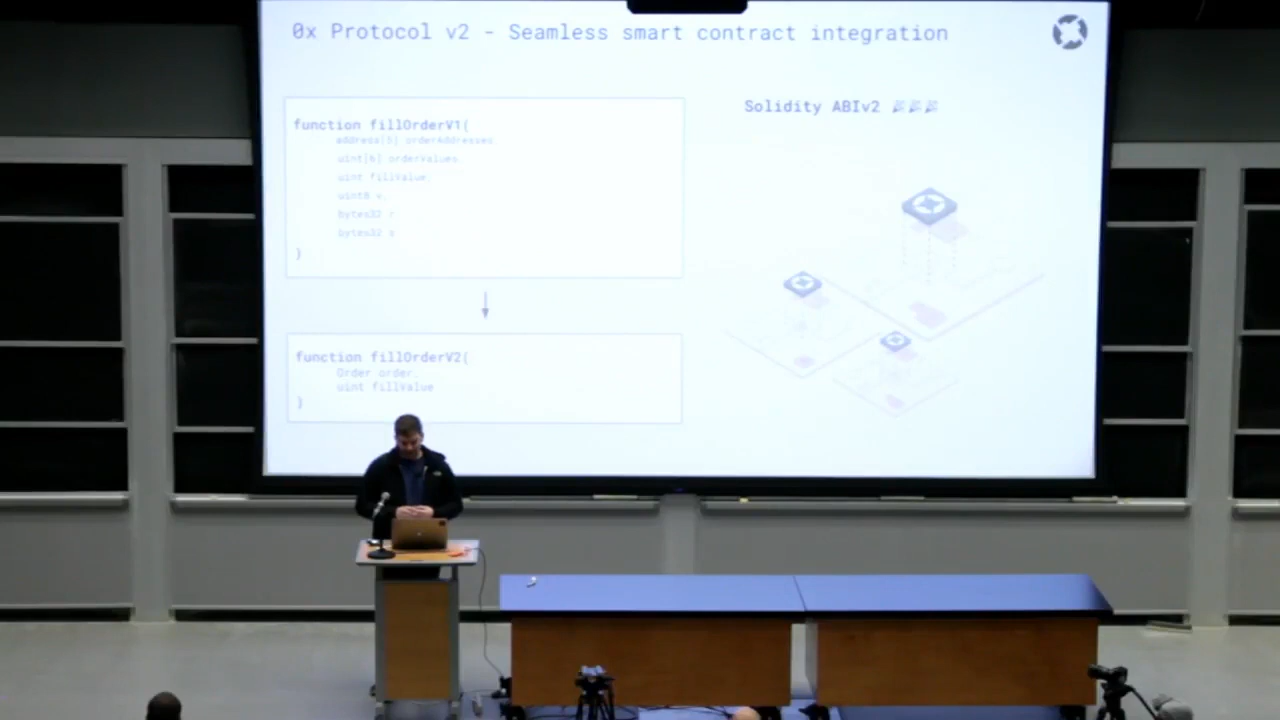 0x Protocol v2 - Seamless smart contract integration
function fillOrderV1(
address[5] orderAddresses
uint[6] orderValues
uint fillValue,
uint8 v,
bytes32 r
bytes32 s
)
function fillOrderV2(
Order order,
uint fillValue
)
Solidity ABIv2 🎉🎉🎉